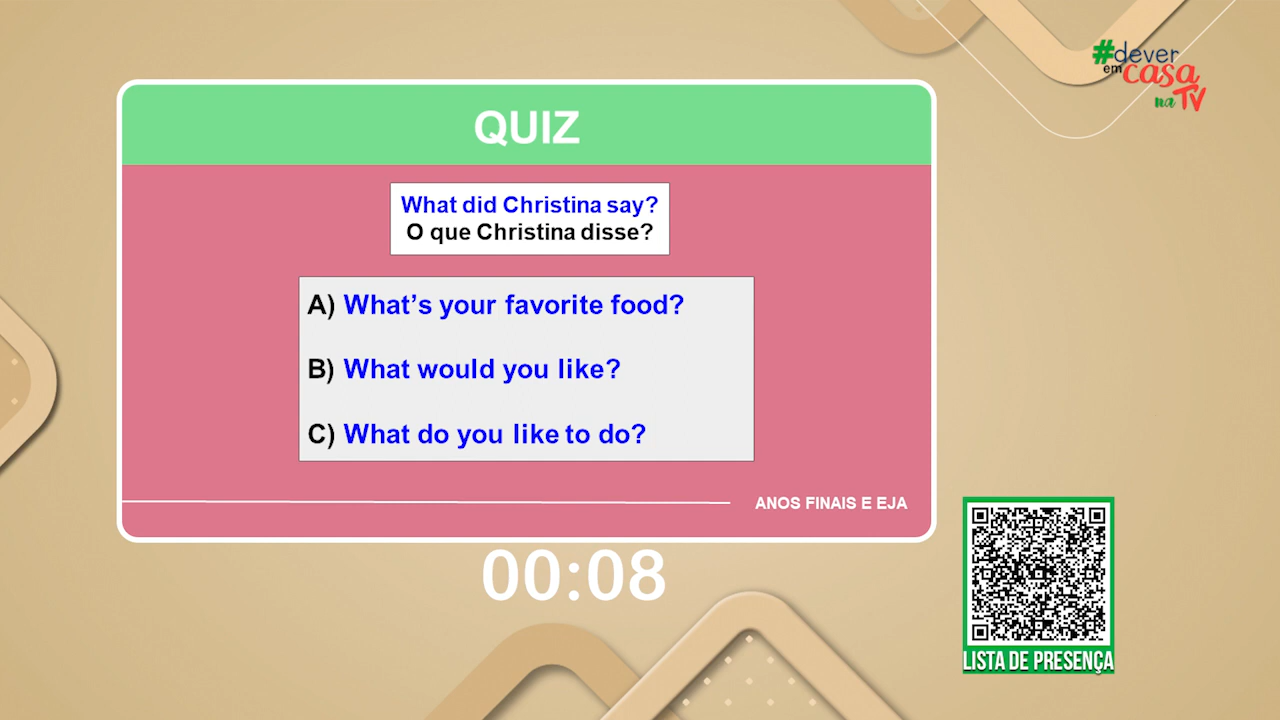 #dever
em casa
na TV
QUIZ
What did Christina say?
O que Christina disse?
A) What’s your favorite food?
B) What would you like?
C) What do you like to do?
ANOS FINAIS E EJA
00:08
LISTA DE PRESENÇA